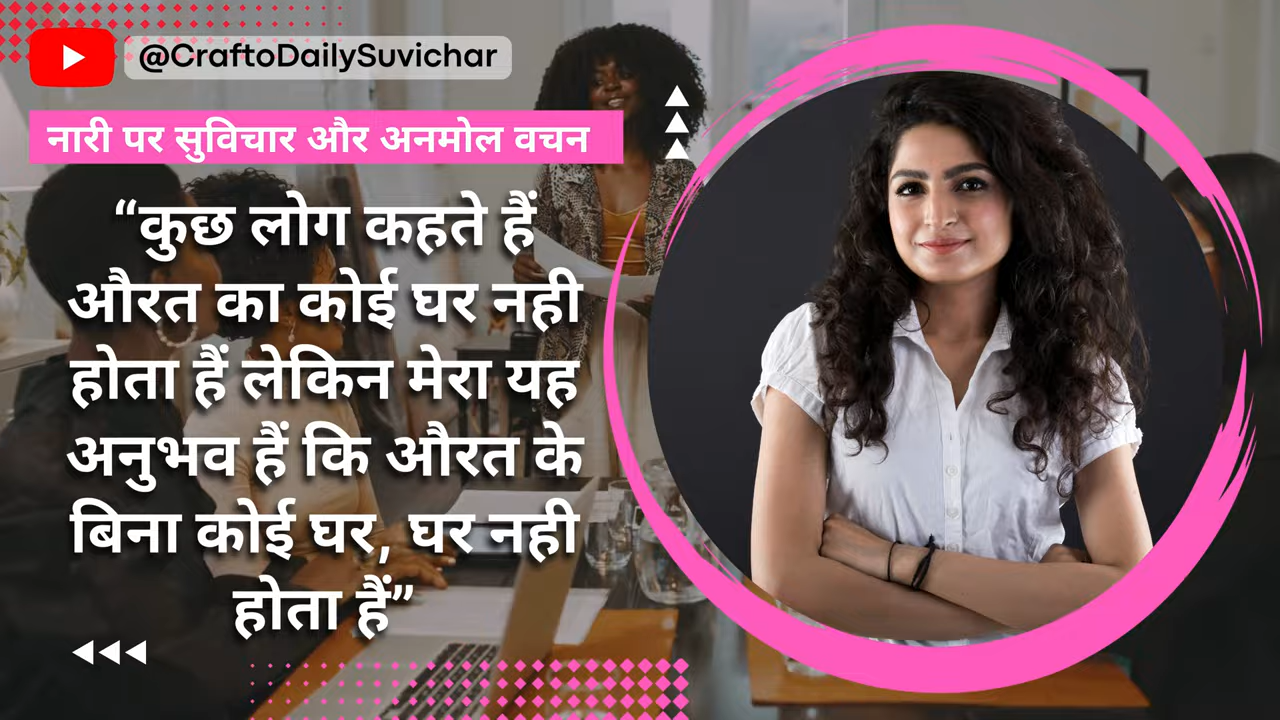 @CraftoDailySuvichar
नारी पर सुविचार और अनमोल वचन
“कुछ लोग कहते हैं
औरत का कोई घर नही
होता हैं लेकिन मेरा यह
अनुभव हैं कि औरत के
बिना कोई घर, घर नही
होता हैं”